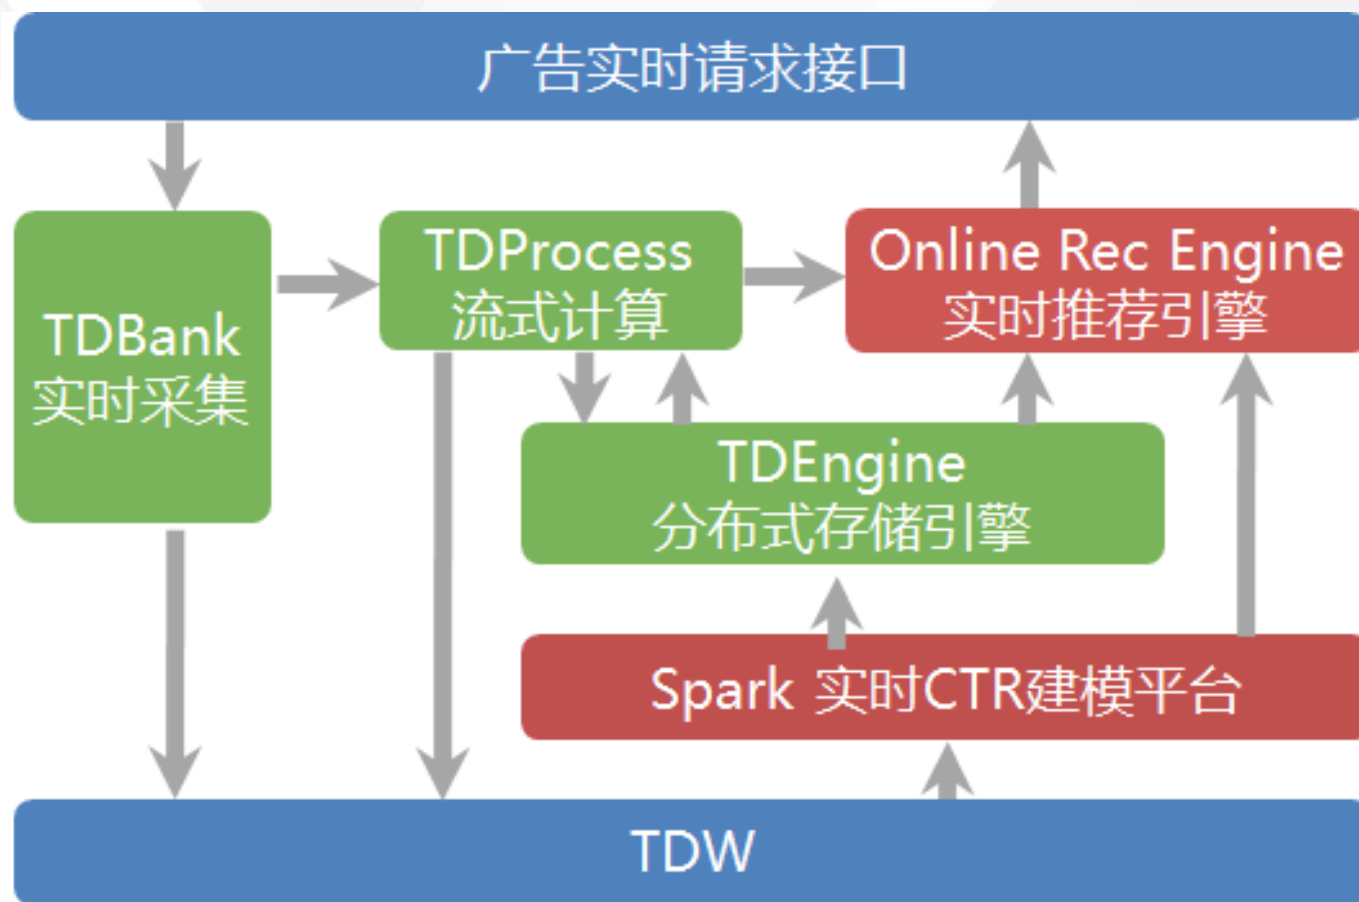 广告实时请求接口
TDBank
实时采集
TDProcess
流式计算
Online Rec Engine
实时推荐引擎
TDEngine
分布式存储引擎
Spark 实时CTR建模平台
TDW